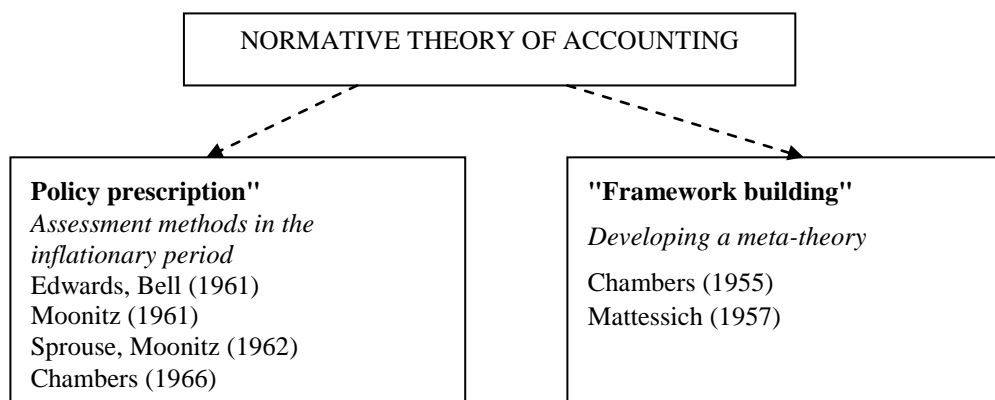 NORMATIVE THEORY OF ACCOUNTING
Policy prescription"
Assessment methods in the
inflationary period
Edwards, Bell (1961)
Moonitz (1961)
Sprouse, Moonitz (1962)
Chambers (1966)
"Framework building"
Developing a meta-theory
Chambers (1955)
Mattessich (1957)